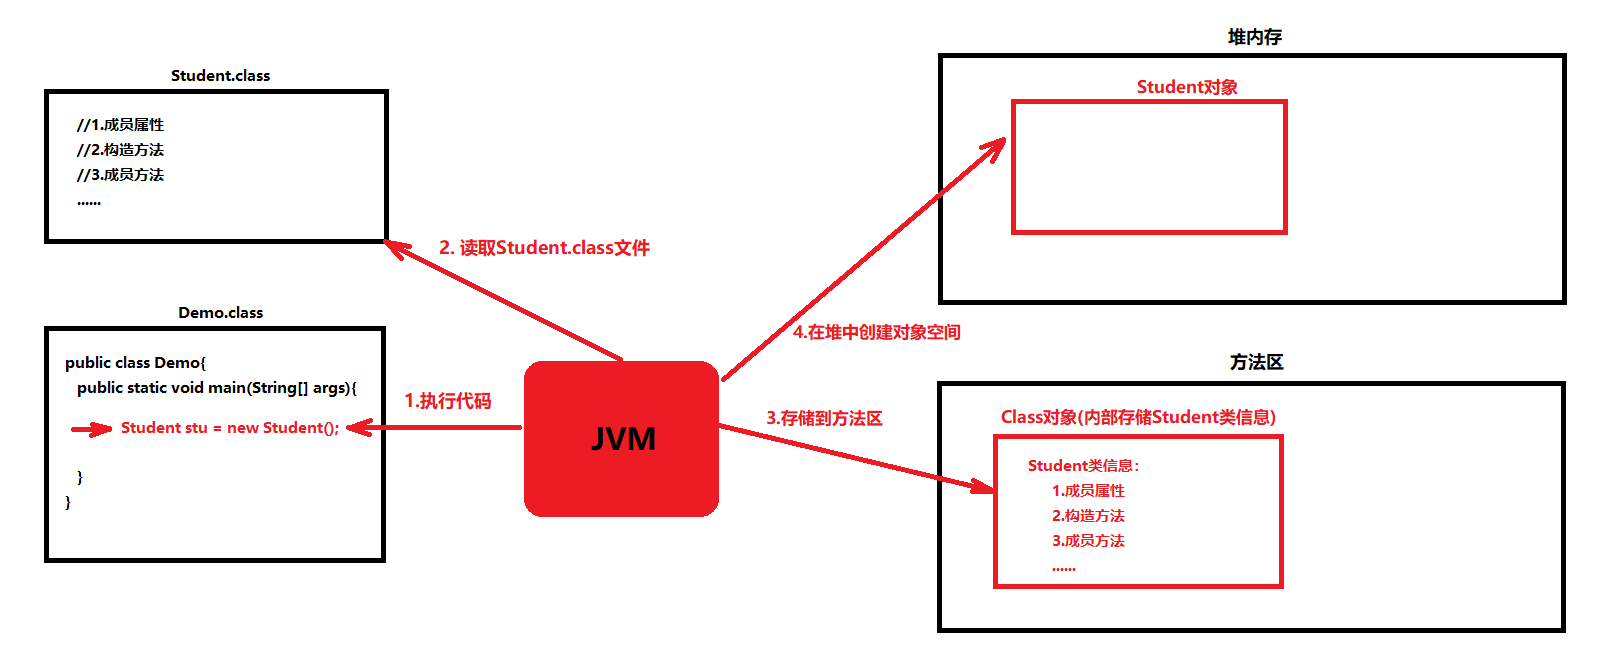 Student.class
//1.成员属性
//2.构造方法
//3.成员方法
......
2. 读取Student.class文件
Demo.class
public class Demo{
public static void main(String[] args){
Student stu = new Student();
}
}
1.执行代码
JVM
4.在堆中创建对象空间
3.存储到方法区
堆内存
Student对象
方法区
Class对象(内部存储Student类信息)
Student类信息：
1.成员属性
2.构造方法
3.成员方法
......